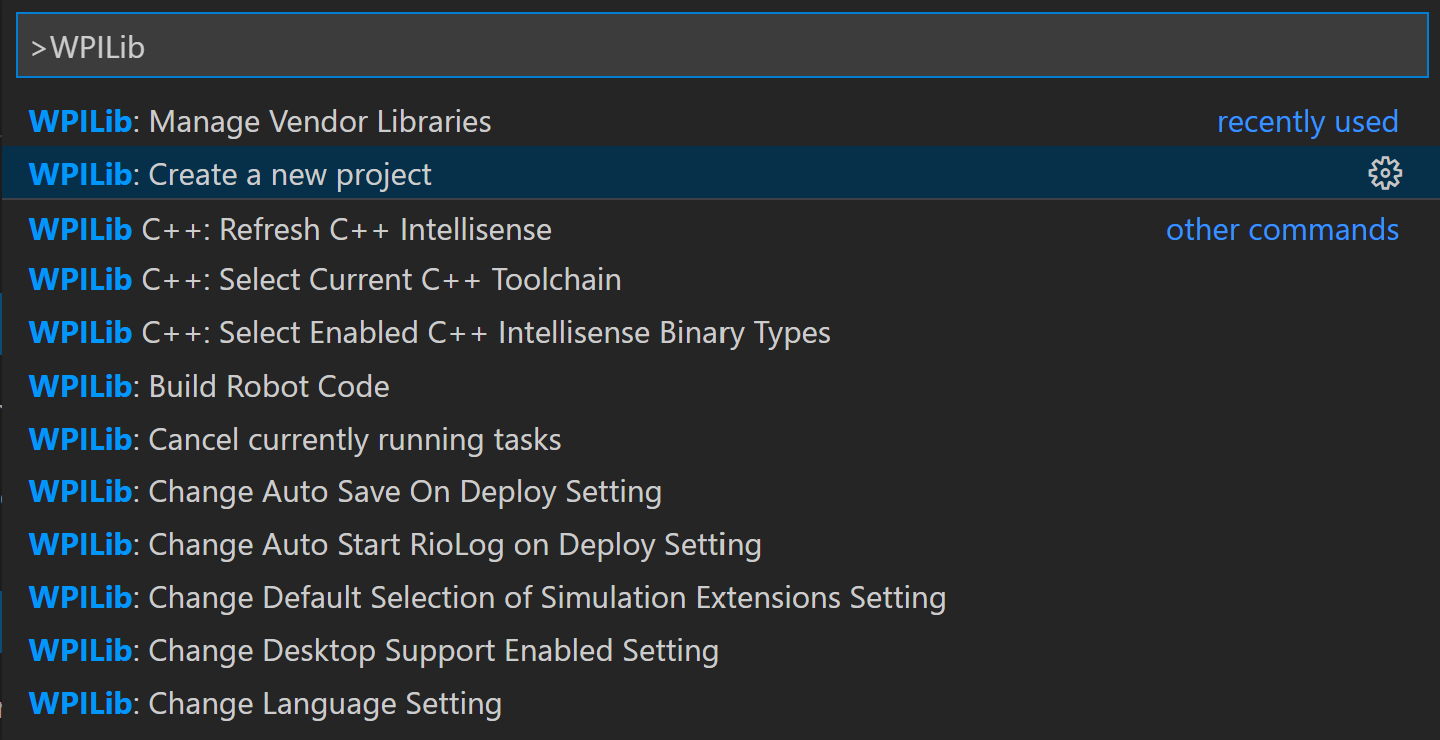 >WPILib
WPILib: Manage Vendor Libraries recently used
WPILib: Create a new project
WPILib C++: Refresh C++ Intellisense other commands
WPILib C++: Select Current C++ Toolchain
WPILib C++: Select Enabled C++ Intellisense Binary Types
WPILib: Build Robot Code
WPILib: Cancel currently running tasks
WPILib: Change Auto Save On Deploy Setting
WPILib: Change Auto Start RioLog on Deploy Setting
WPILib: Change Default Selection of Simulation Extensions Setting
WPILib: Change Desktop Support Enabled Setting
WPILib: Change Language Setting